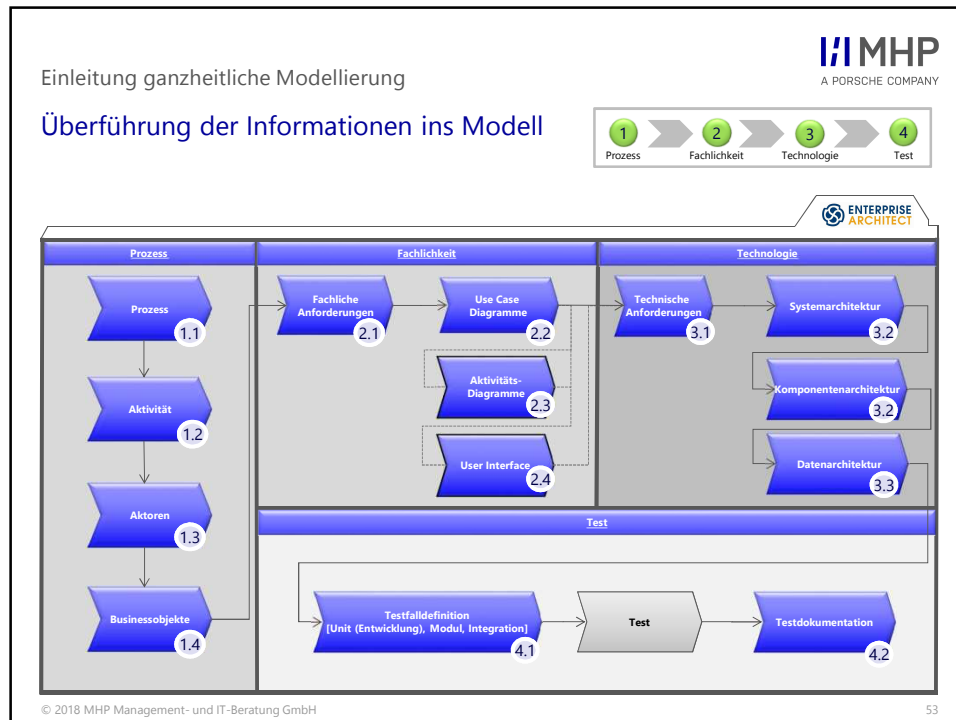 MHP
A PORSCHE COMPANY
Einleitung ganzheitliche Modellierung
Überführung der Informationen ins Modell
1
2
3
4
Prozess
Fachlichkeit
Technologie
Test
ENTERPRISE
ARCHITECT
Prozess
Fachlichkeit
Technologie
Prozess
1.1
Aktivität
1.2
Aktoren
1.3
Businessobjekte
1.4
Fachliche
Anforderungen
2.1
Use Case
Diagramme
2.2
Aktivitäts-
Diagramme
2.3
User Interface
2.4
Technische
Anforderungen
3.1
Systemarchitektur
3.2
Komponentenarchitektur
3.2
Datenarchitektur
3.3
Test
Testfalldefinition
[Unit (Entwicklung), Modul, Integration]
4.1
Test
Testdokumentation
4.2
© 2018 MHP Management- und IT-Beratung GmbH
53